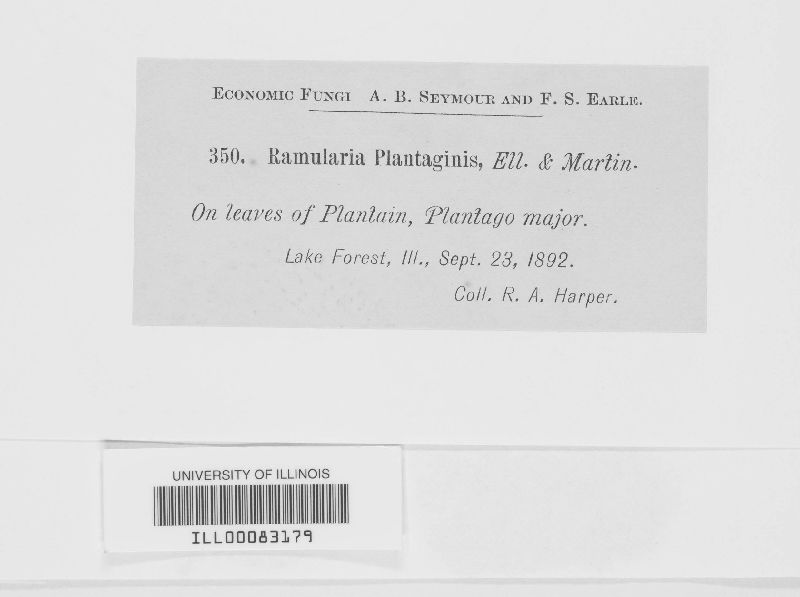 Economic Fungi A. B. Seymour and F. S. Earle.
350. Ramularia Plantaginis, Ell. & Martin.
On leaves of Plantain, Plantago major.
Lake Forest, Ill., Sept. 23, 1892.
Coll. R. A. Harper.
UNIVERSITY OF ILLINOIS
ILL00083179